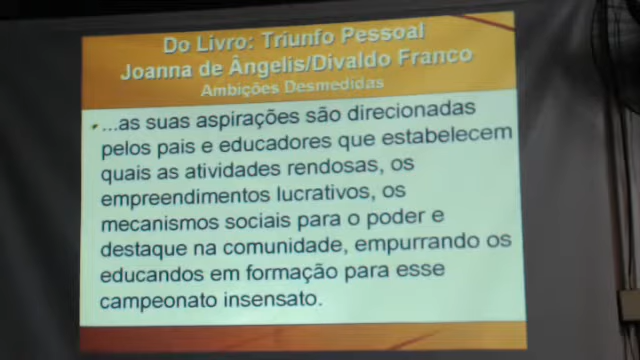 Do Livro: Triunfo Pessoal
Joanna de Ângelis/Divaldo Franco
Ambições Desmedidas
...as suas aspirações são direcionadas
pelos pais e educadores que estabelecem
quais as atividades rendosas, os
empreendimentos lucrativos, os
mecanismos sociais para o poder e
destaque na comunidade, empurrando os
educandos em formação para esse
campeonato insensato.